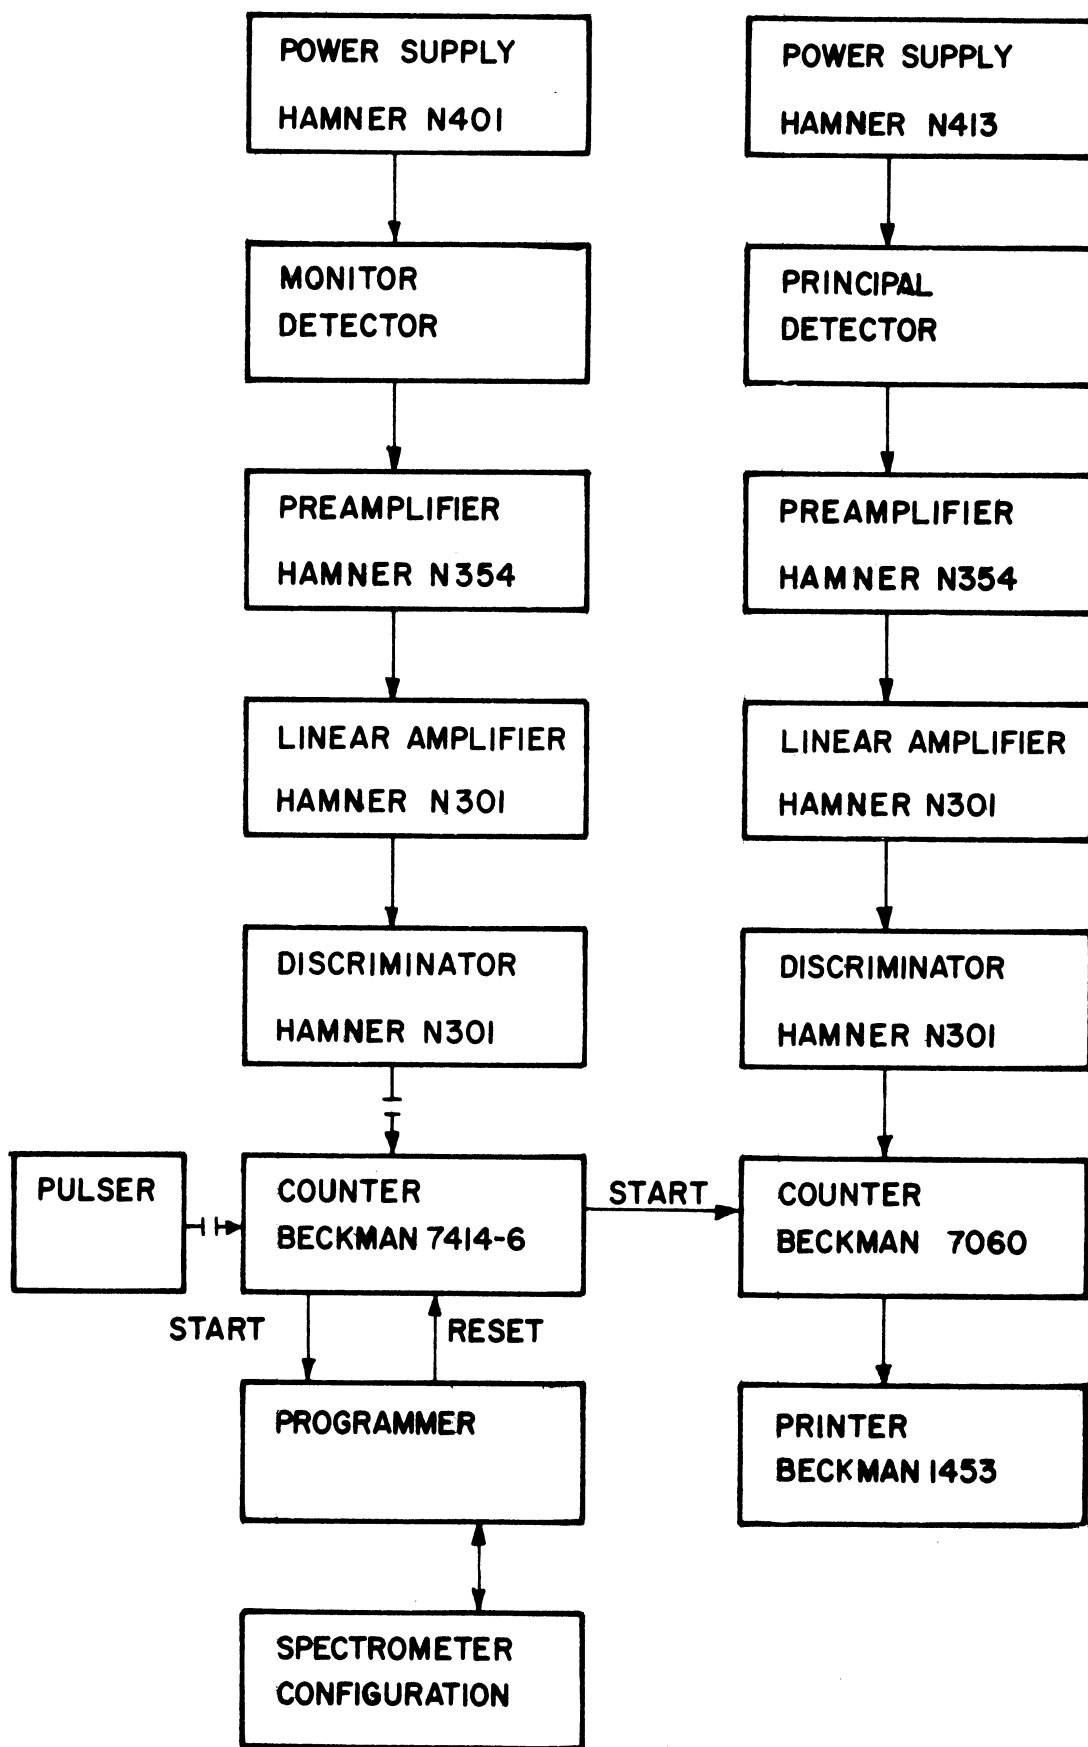 POWER SUPPLY
HAMNER N401
MONITOR
DETECTOR
PREAMPLIFIER
HAMNER N354
LINEAR AMPLIFIER
HAMNER N301
DISCRIMINATOR
HAMNER N301
PULSER
COUNTER
BECKMAN 7414-6
START
RESET
PROGRAMMER
SPECTROMETER
CONFIGURATION
START
POWER SUPPLY
HAMNER N413
PRINCIPAL
DETECTOR
PREAMPLIFIER
HAMNER N354
LINEAR AMPLIFIER
HAMNER N301
DISCRIMINATOR
HAMNER N301
COUNTER
BECKMAN 7060
PRINTER
BECKMAN 1453